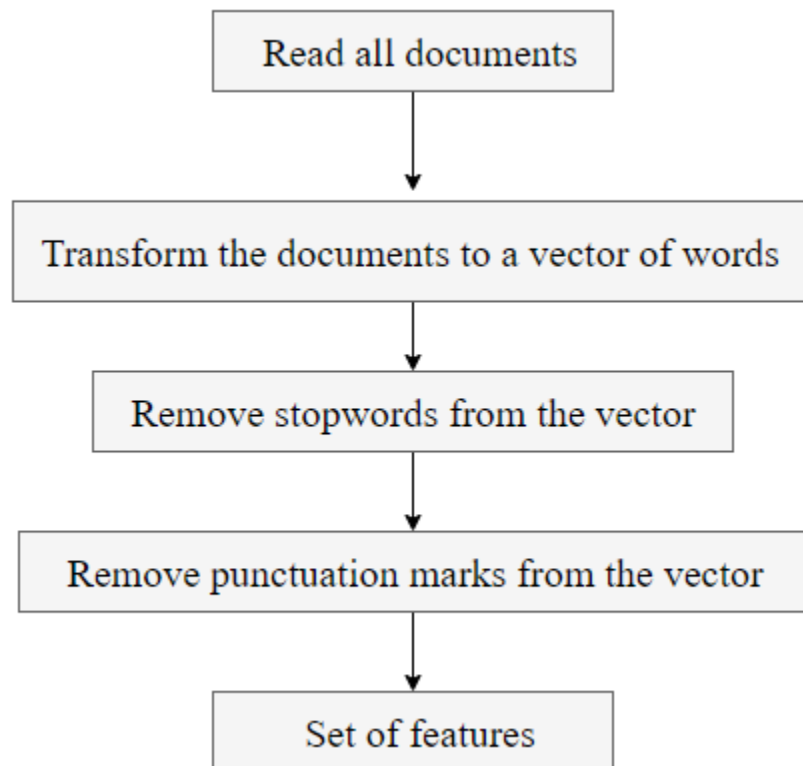 Read all documents
Transform the documents to a vector of words
Remove stopwords from the vector
Remove punctuation marks from the vector
Set of features